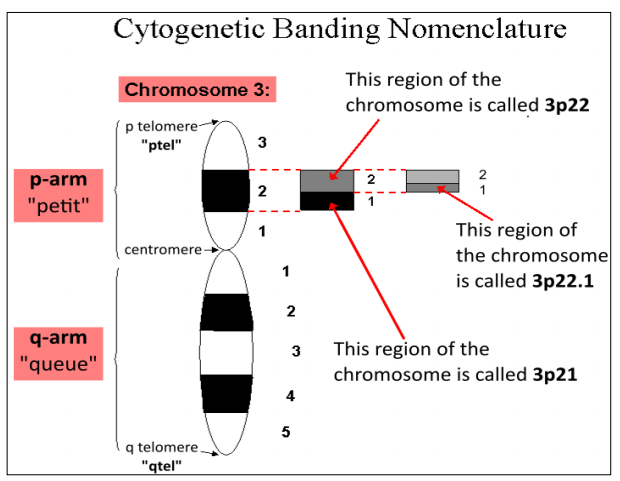 Cytogenetic Banding Nomenclature
Chromosome 3:
This region of the
chromosome is called 3p22
p telomere
"ptel"
3
p-arm
"petit"
2
2
1
2
1
1
This region of
the chromosome
is called 3p22.1
centromere
1
2
q-arm
"queue"
3
This region of the
chromosome is called 3p21
4
5
q telomere
"qtel"